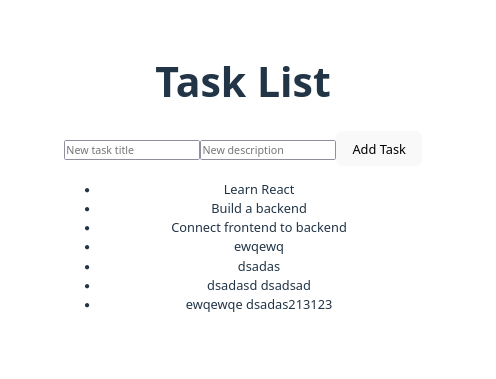 Task List
New task title New description Add Task
Learn React
Build a backend
Connect frontend to backend
ewqewq
dsadas
dsadasd dsadsad
ewqewqe dsadas213123